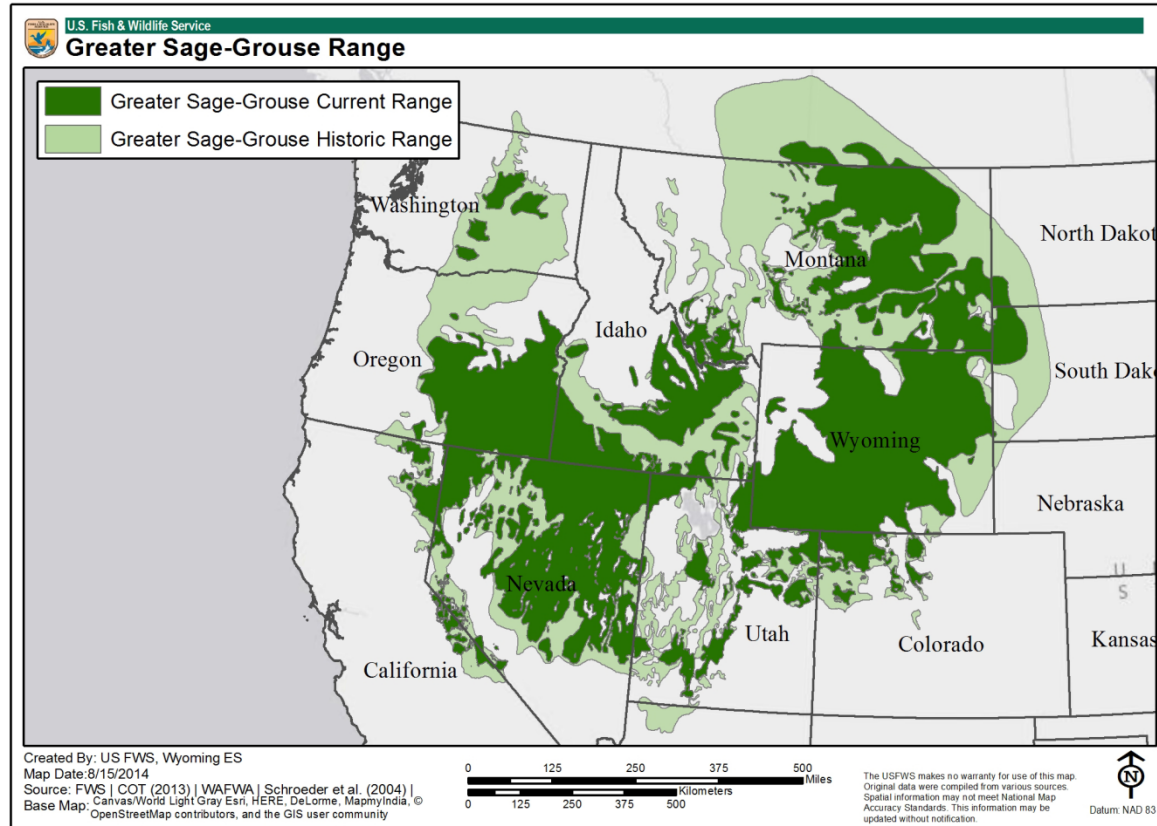 U.S. Fish & Wildlife Service
Greater Sage-Grouse Range
Greater Sage-Grouse Current Range
Greater Sage-Grouse Historic Range
Washington
North Dakot
Montana
Idaho
Oregon
South Dak
Wyoming
Nebraska
U
S
Nevada
Utah
Colorado
Kansas
California
Created By: US FWS, Wyoming ES
Map Date:8/15/2014
Source: FWS | COT (2013) | WAFWA | Schroeder et al. (2004) |
Base Map: Canvas/World Light Gray Esri, HERE, DeLorme, MapmyIndia, ©
OpenStreetMap contributors, and the GIS user community
0 125 250 375 500
Miles
Kilometers
0 125 250 375 500
The USFWS makes no warranty for use of this map.
Original data were compiled from various sources.
Spatial information may not meet National Map
Accuracy Standards. This information may be
updated without notification.
N
Datum: NAD 83